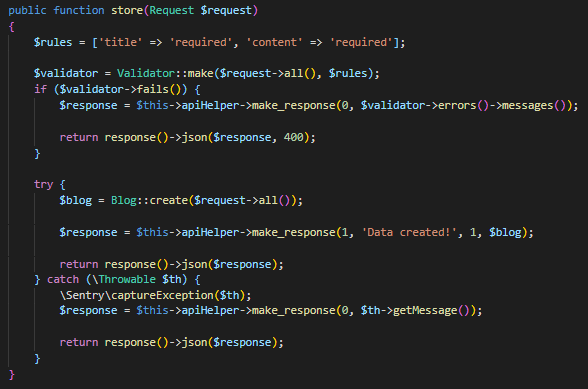 public function store(Request $request)
{
    $rules = ['title' => 'required', 'content' => 'required'];

    $validator = Validator::make($request->all(), $rules);
    if ($validator->fails()) {
        $response = $this->apiHelper->make_response(0, $validator->errors()->messages());

        return response()->json($response, 400);
    }

    try {
        $blog = Blog::create($request->all());

        $response = $this->apiHelper->make_response(1, 'Data created!', 1, $blog);

        return response()->json($response);
    } catch (\Throwable $th) {
        \Sentry\captureException($th);
        $response = $this->apiHelper->make_response(0, $th->getMessage());

        return response()->json($response);
    }
}